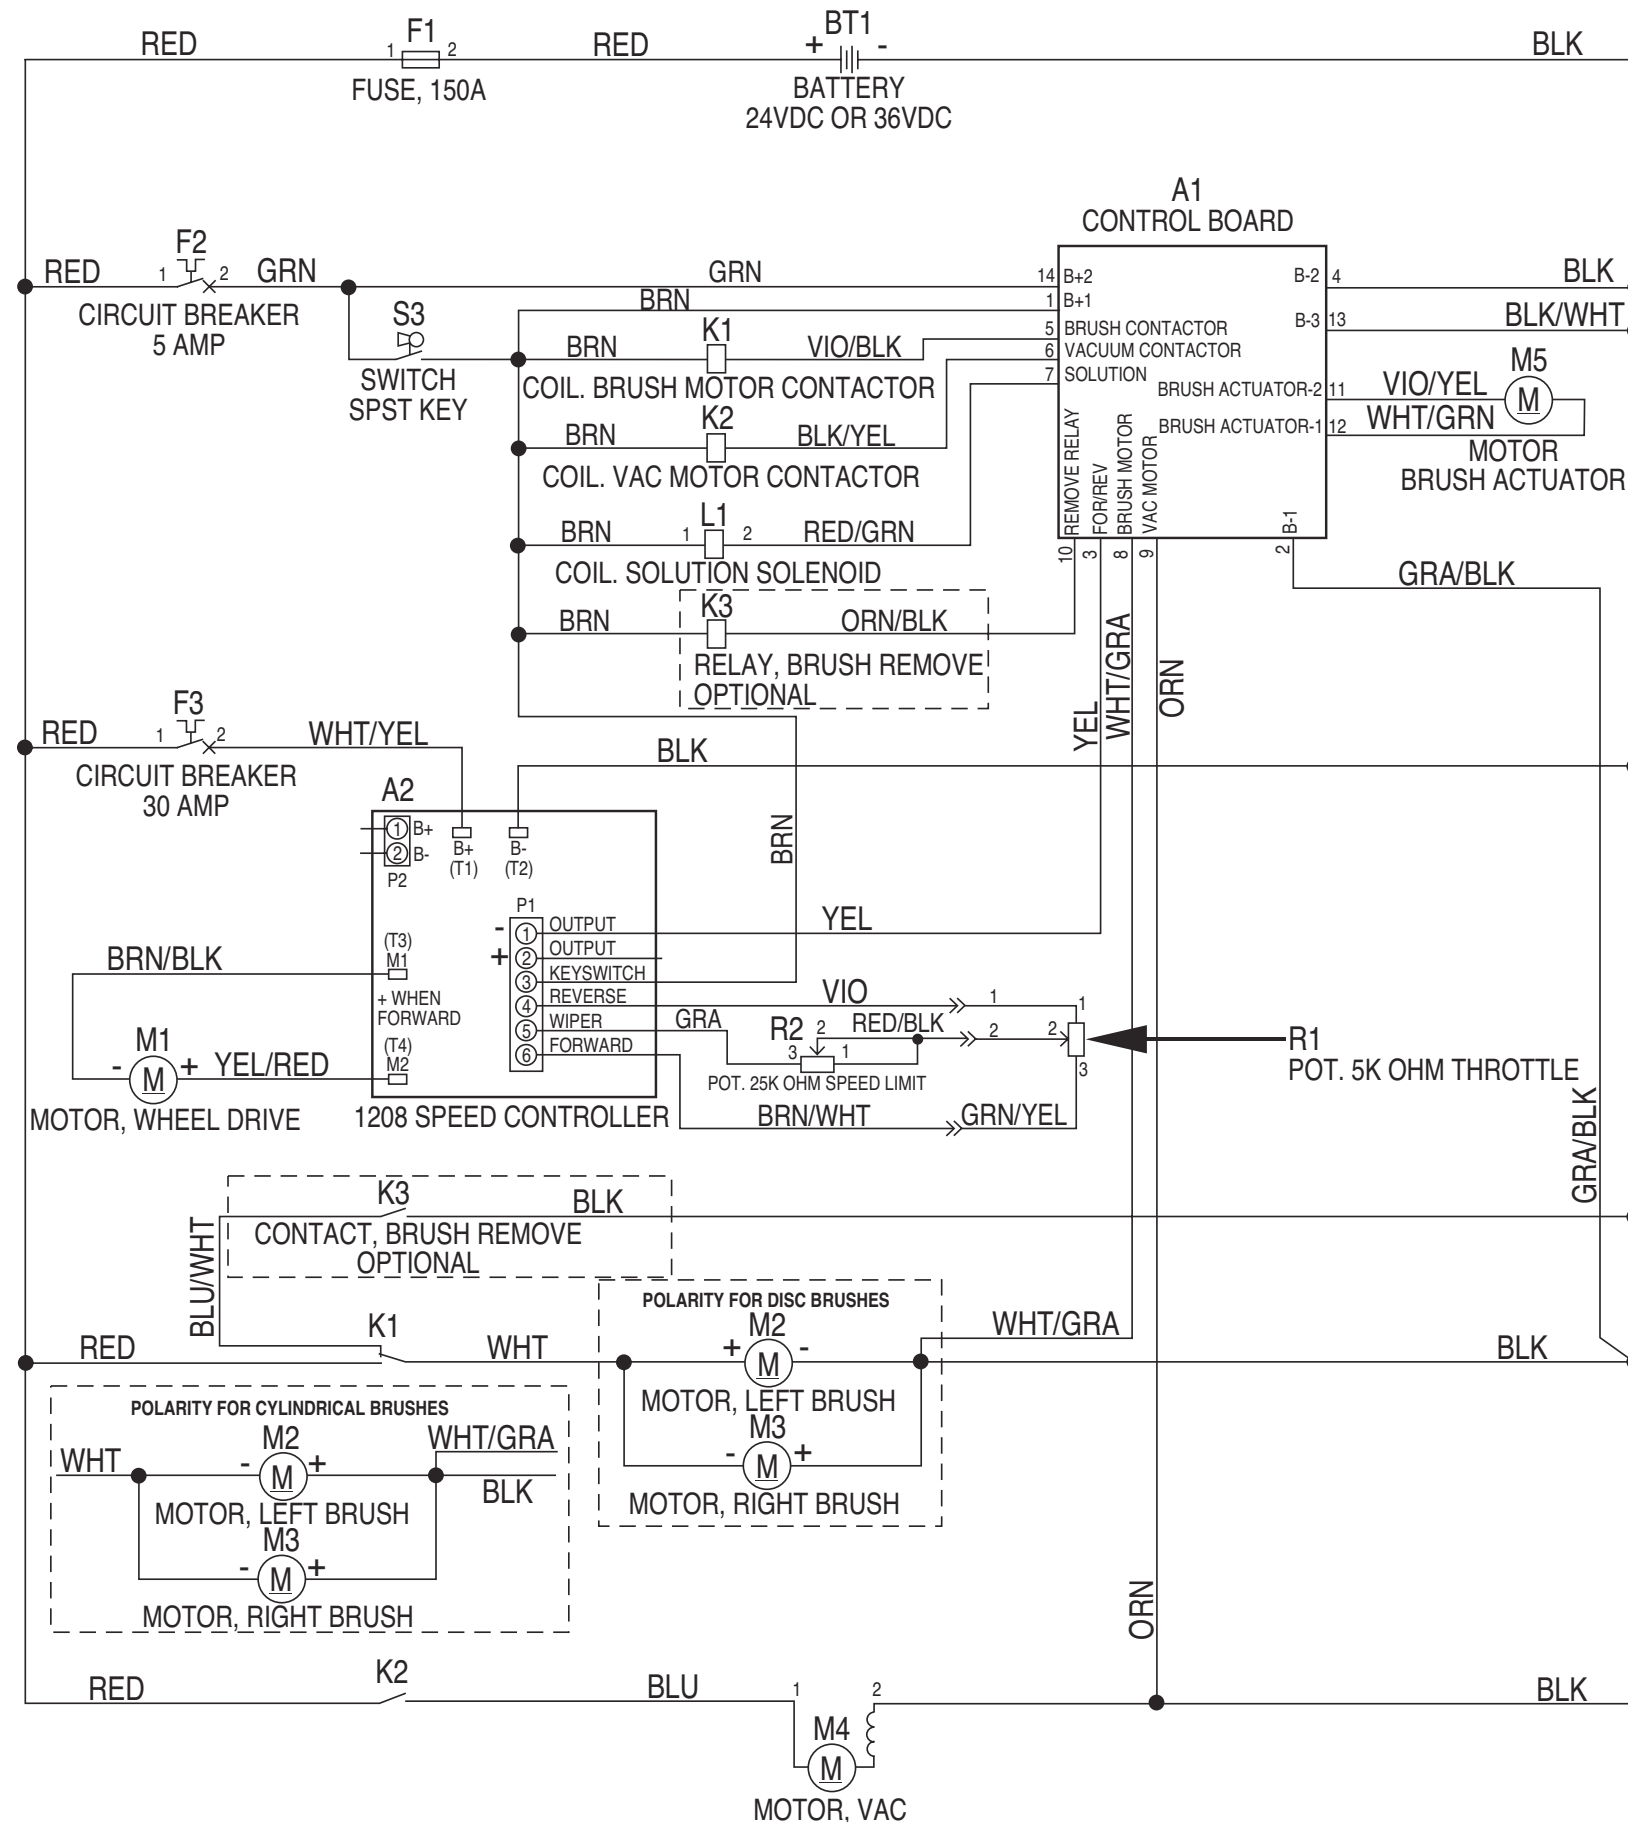 RED
1
F1
2
RED
+
BT1
-
BLK
FUSE, 150A
BATTERY
24VDC OR 36VDC
A1
CONTROL BOARD
RED
1
F2
2
GRN
GRN
14
B+2
B-2
4
BLK
CIRCUIT BREAKER
5 AMP
S3
SWITCH
SPST KEY
BRN
1
B+1
B-3
13
BLK/WHT
BRN
K1
VIO/BLK
5
BRUSH CONTACTOR
COIL. BRUSH MOTOR CONTACTOR
6
VACUUM CONTACTOR
7
SOLUTION
BRUSH ACTUATOR-2
11
VIO/YEL
M5
M
BRUSH ACTUATOR-1
12
WHT/GRN
MOTOR
BRUSH ACTUATOR
BRN
K2
BLK/YEL
COIL. VAC MOTOR CONTACTOR
REMOVE RELAY
FOR/REV
BRUSH MOTOR
VAC MOTOR
B-1
10
3
8
9
2
BRN
1
L1
2
RED/GRN
COIL. SOLUTION SOLENOID
GRA/BLK
BRN
K3
ORN/BLK
RELAY, BRUSH REMOVE
OPTIONAL
YEL
WHT/GRA
ORN
RED
1
F3
2
WHT/YEL
BLK
CIRCUIT BREAKER
30 AMP
A2
1
B+
2
B-
P2
B+
(T1)
B-
(T2)
BRN
P1
-
1
OUTPUT
YEL
+
2
OUTPUT
3
KEYSWITCH
4
REVERSE
VIO
1
1
5
WIPER
GRA
R2
3
2
1
RED/BLK
2
2
POT. 25K OHM SPEED LIMIT
6
FORWARD
BRN/WHT
GRN/YEL
3
R1
POT. 5K OHM THROTTLE
(T3)
M1
+ WHEN
FORWARD
(T4)
M2
BRN/BLK
M1
-
M
+
YEL/RED
MOTOR, WHEEL DRIVE
1208 SPEED CONTROLLER
GRA/BLK
BLU/WHT
K3
BLK
CONTACT, BRUSH REMOVE
OPTIONAL
RED
K1
WHT
POLARITY FOR DISC BRUSHES
M2
+
M
-
MOTOR, LEFT BRUSH
M3
-
M
+
MOTOR, RIGHT BRUSH
WHT/GRA
BLK
POLARITY FOR CYLINDRICAL BRUSHES
WHT
M2
-
M
+
WHT/GRA
BLK
MOTOR, LEFT BRUSH
M3
-
M
+
MOTOR, RIGHT BRUSH
ORN
RED
K2
BLU
1
2
BLK
M4
M
MOTOR, VAC